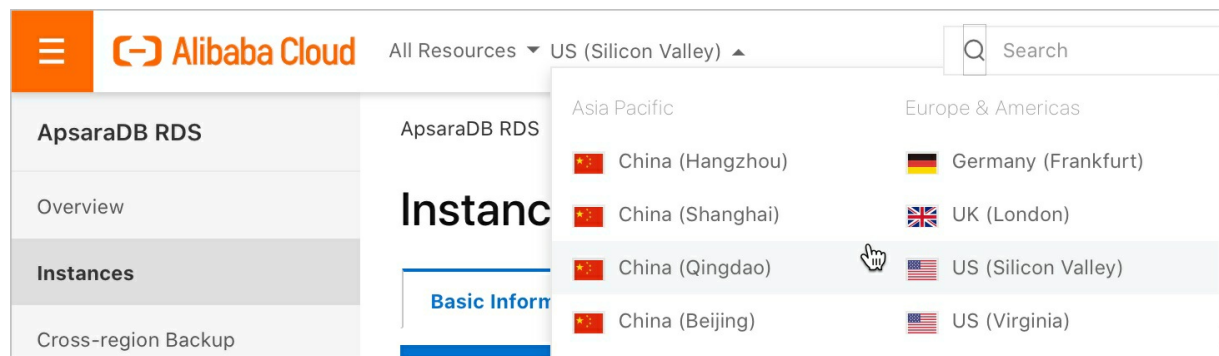 Alibaba Cloud All Resources US (Silicon Valley) Search
ApsaraDB RDS
Overview
Instances
Cross-region Backup
ApsaraDB RDS
Instanc
Basic Inform
Asia Pacific
China (Hangzhou)
China (Shanghai)
China (Qingdao)
China (Beijing)
Europe & Americas
Germany (Frankfurt)
UK (London)
US (Silicon Valley)
US (Virginia)